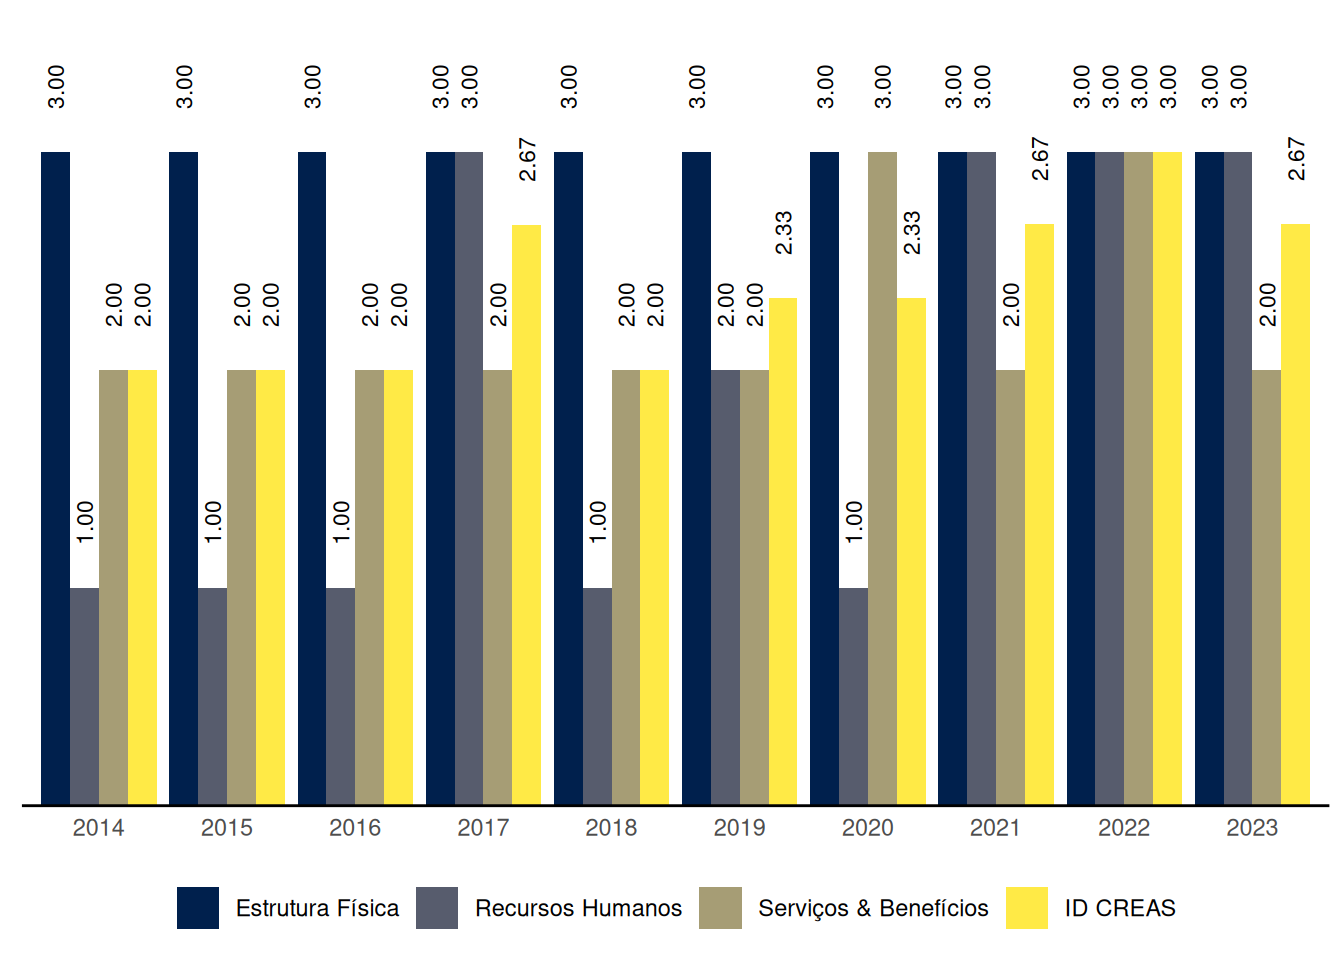 3.00 3.00 3.00 3.00 3.00 3.00 3.00 3.00 3.00 3.00 3.00 3.00 3.00 3.00 3.00 3.00 3.00
2.67 2.67 2.67
2.33 2.33
2.00 2.00 2.00 2.00 2.00 2.00 2.00 2.00 2.00 2.00 2.00 2.00 2.00
1.00 1.00 1.00 1.00 1.00
2014 2015 2016 2017 2018 2019 2020 2021 2022 2023
Estrutura Física Recursos Humanos Serviços & Benefícios ID CREAS